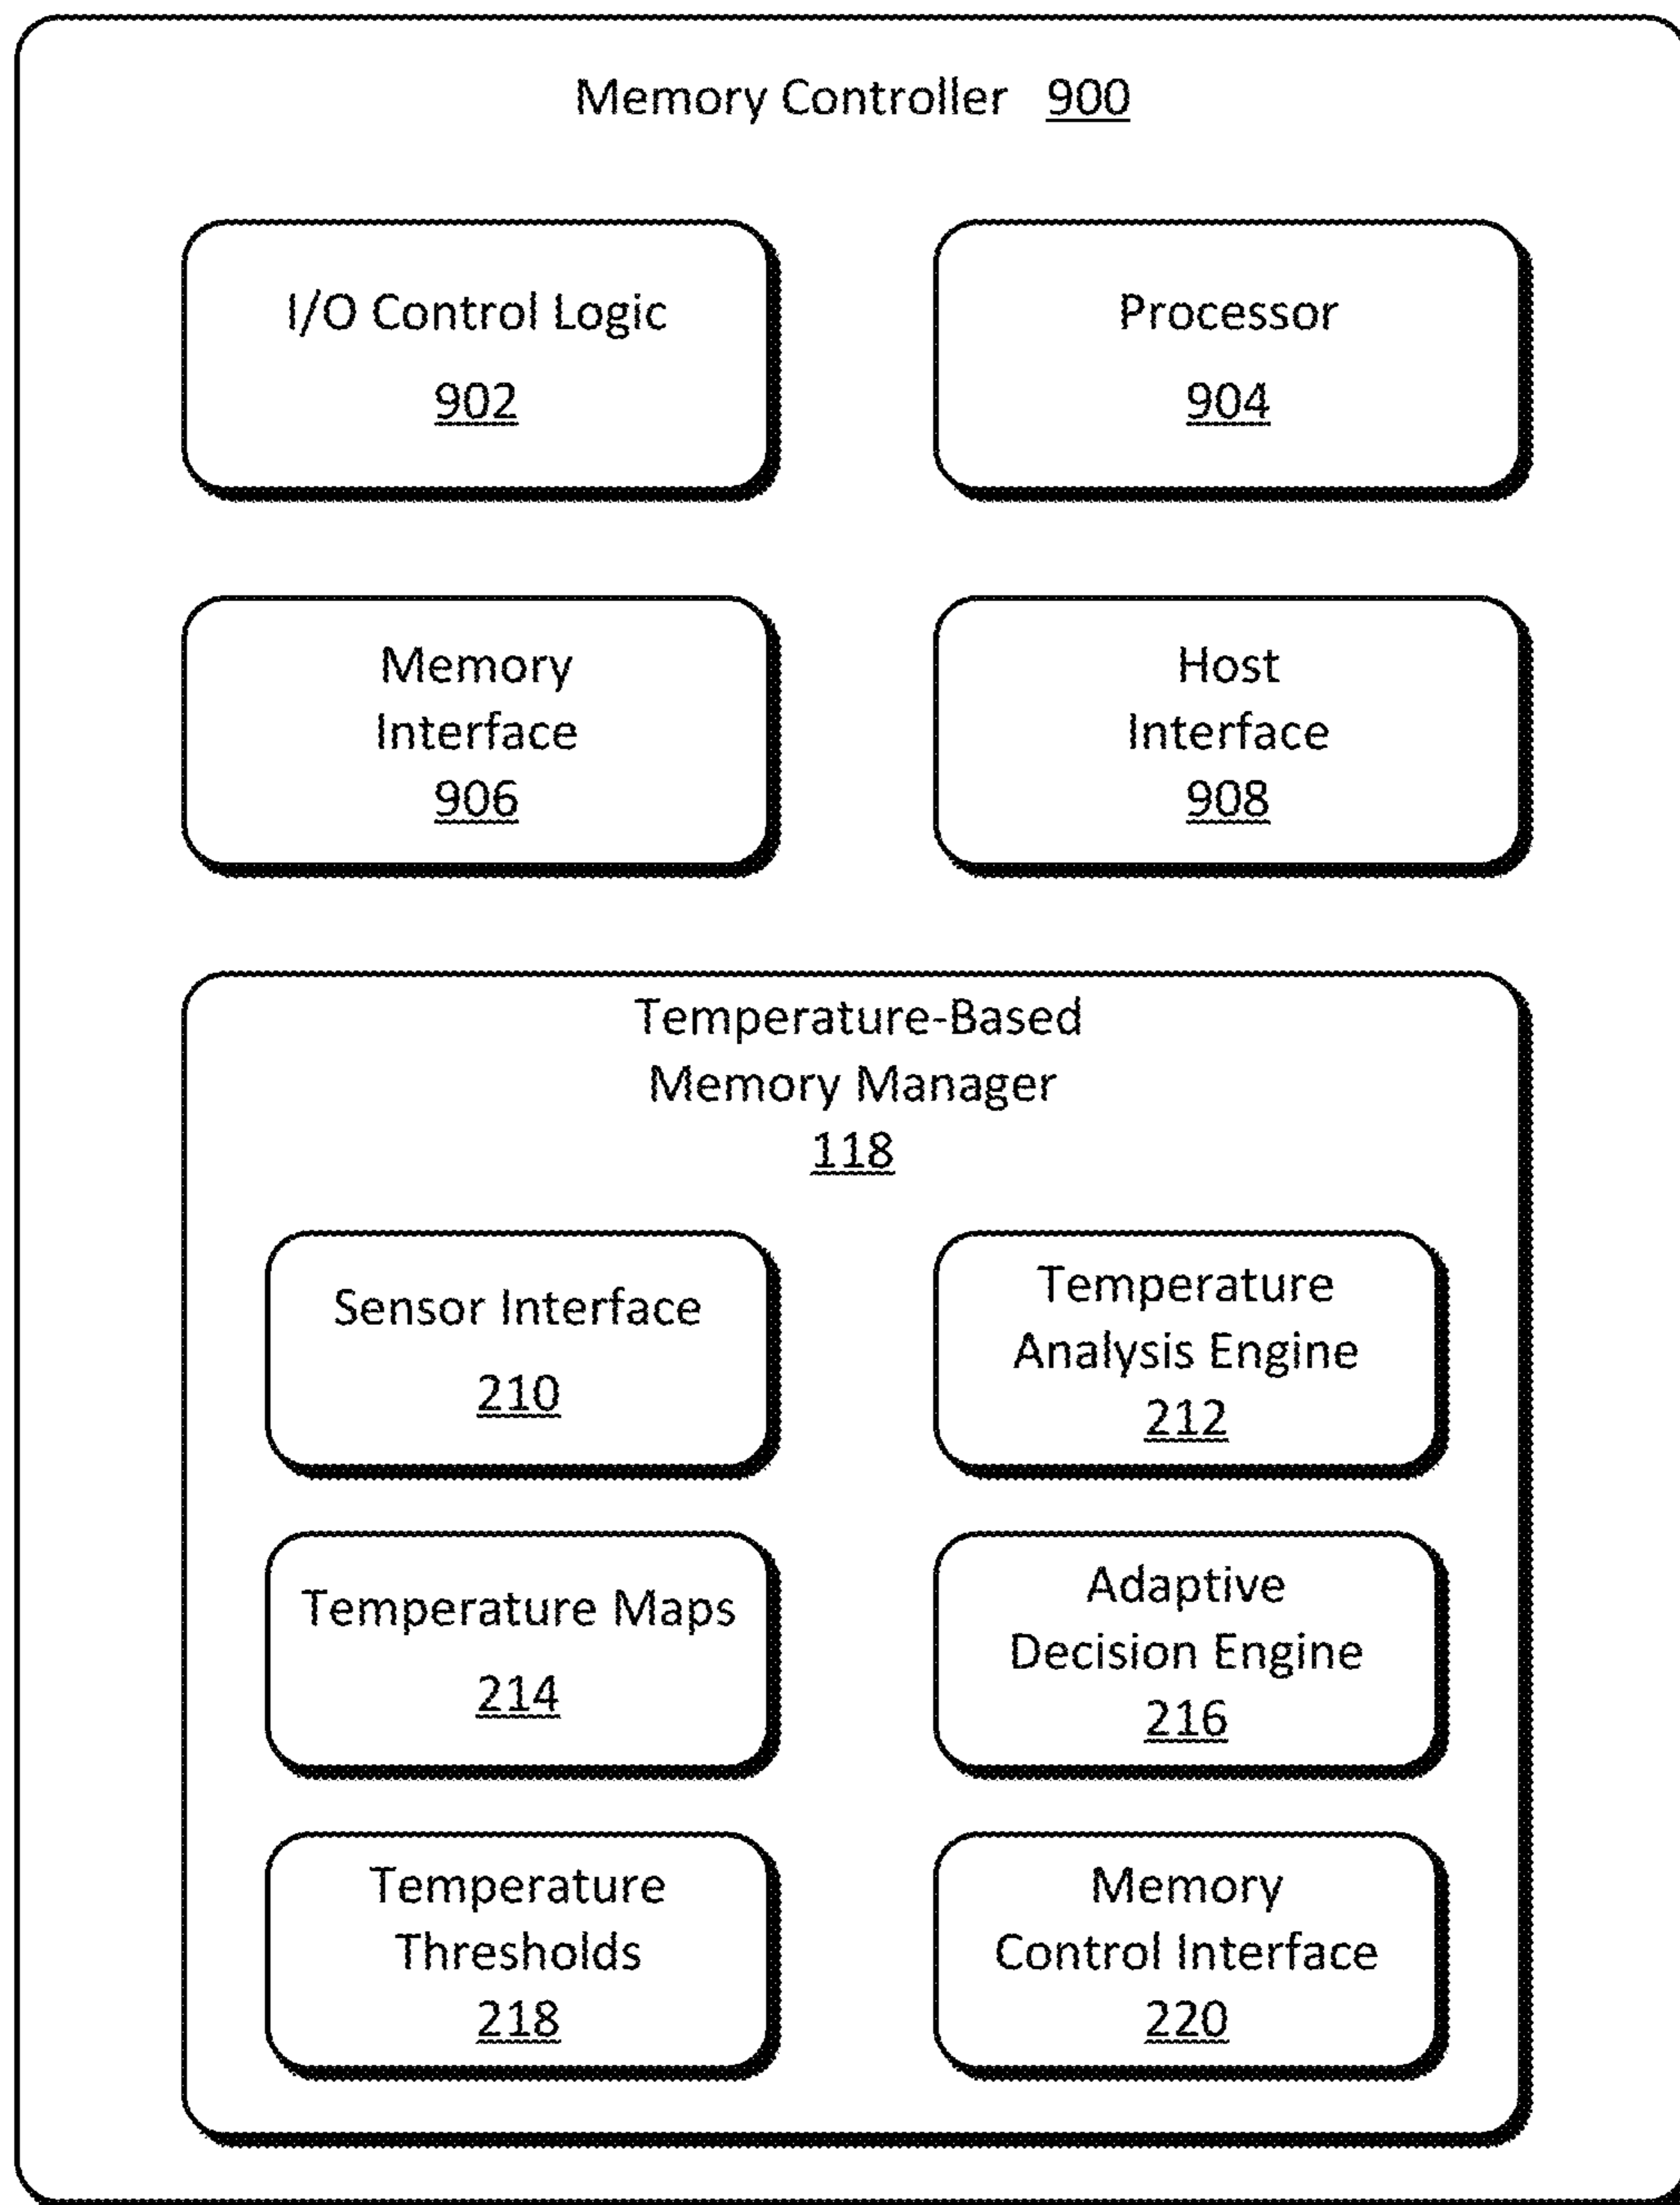 Memory Controller 900
I/O Control Logic
902
Processor
904
Memory
Interface
906
Host
Interface
908
Temperature-Based
Memory Manager
118
Sensor Interface
210
Temperature
Analysis Engine
212
Temperature Maps
214
Adaptive
Decision Engine
216
Temperature
Thresholds
218
Memory
Control Interface
220